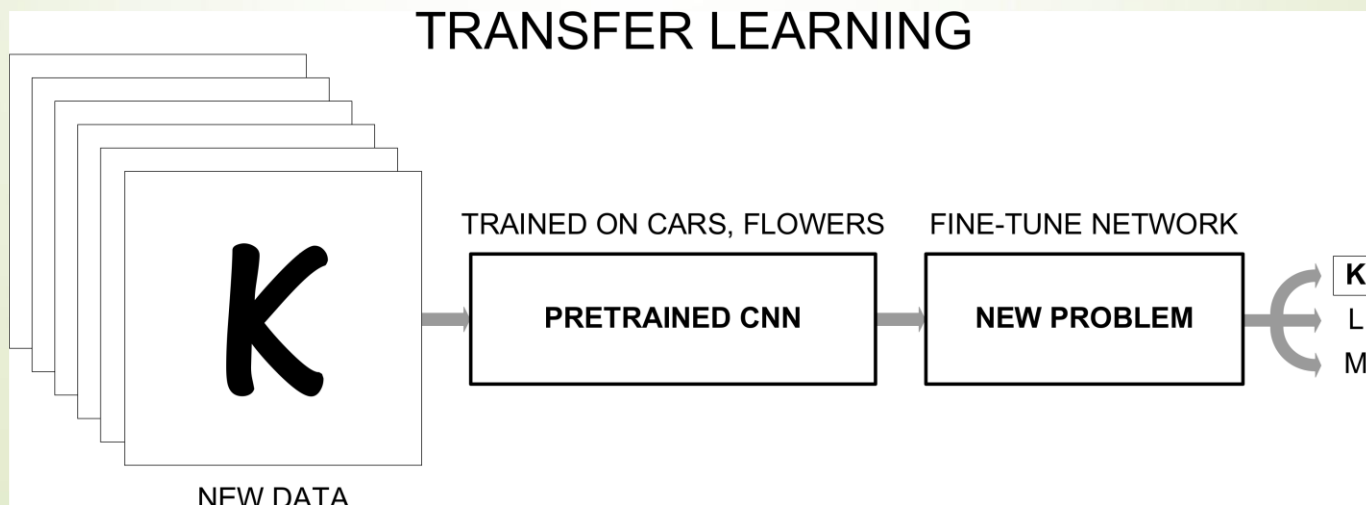 TRANSFER LEARNING
K
NEW DATA
TRAINED ON CARS, FLOWERS
PRETRAINED CNN
FINE-TUNE NETWORK
NEW PROBLEM
K
L
M